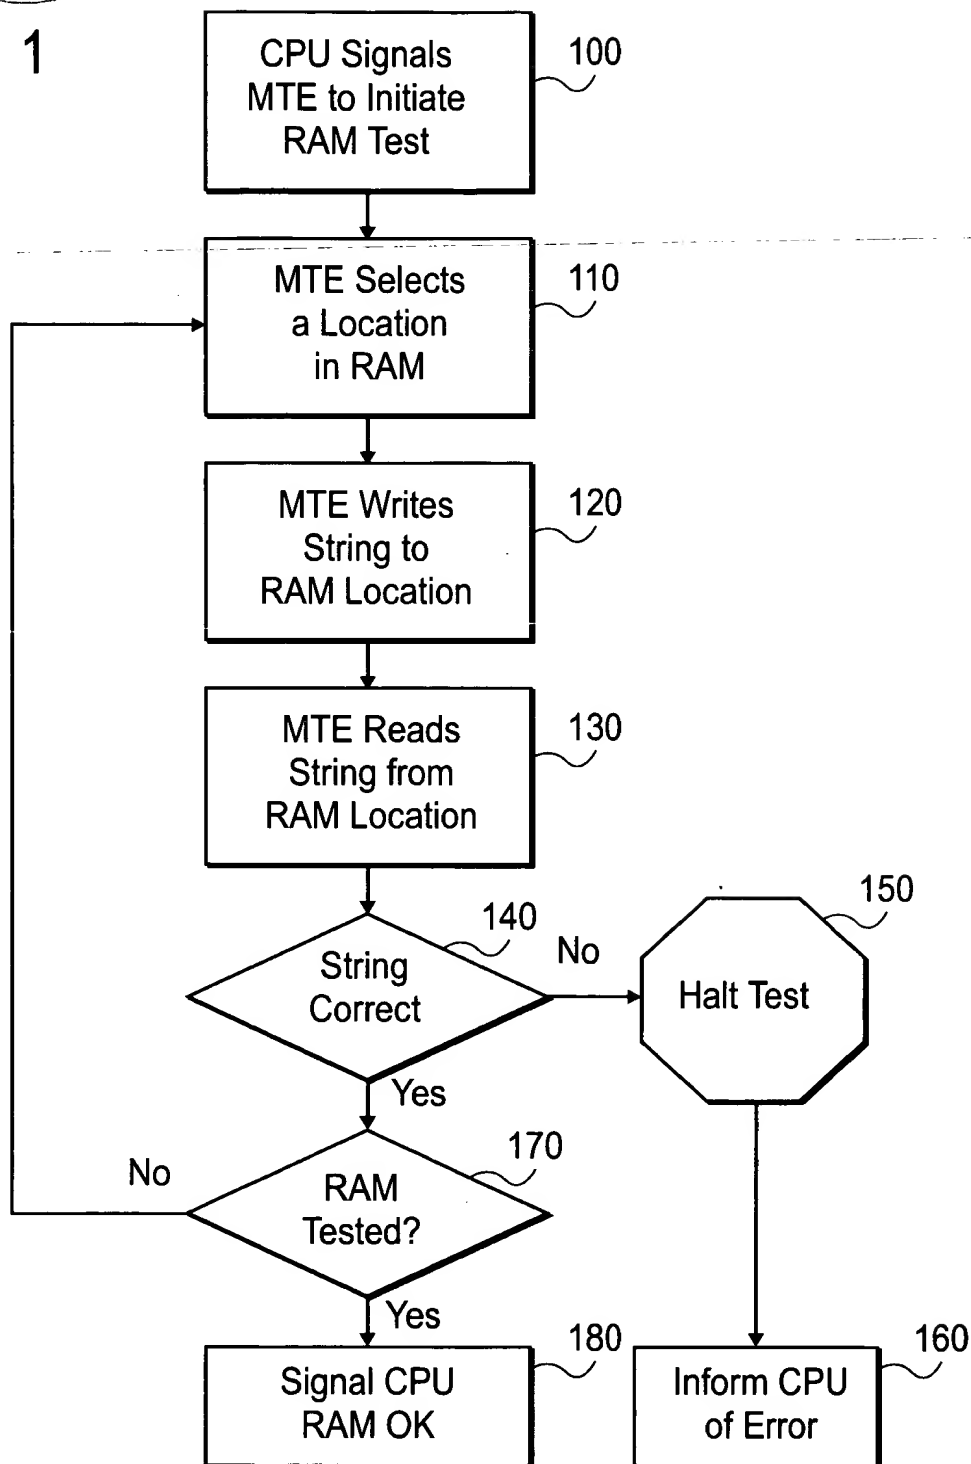 1
CPU Signals
MTE to Initiate
RAM Test
100
MTE Selects
a Location
in RAM
110
MTE Writes
String to
RAM Location
120
MTE Reads
String from
RAM Location
130
String
Correct
140
No
Yes
Halt Test
150
RAM
Tested?
170
No
Yes
Signal CPU
RAM OK
180
Inform CPU
of Error
160